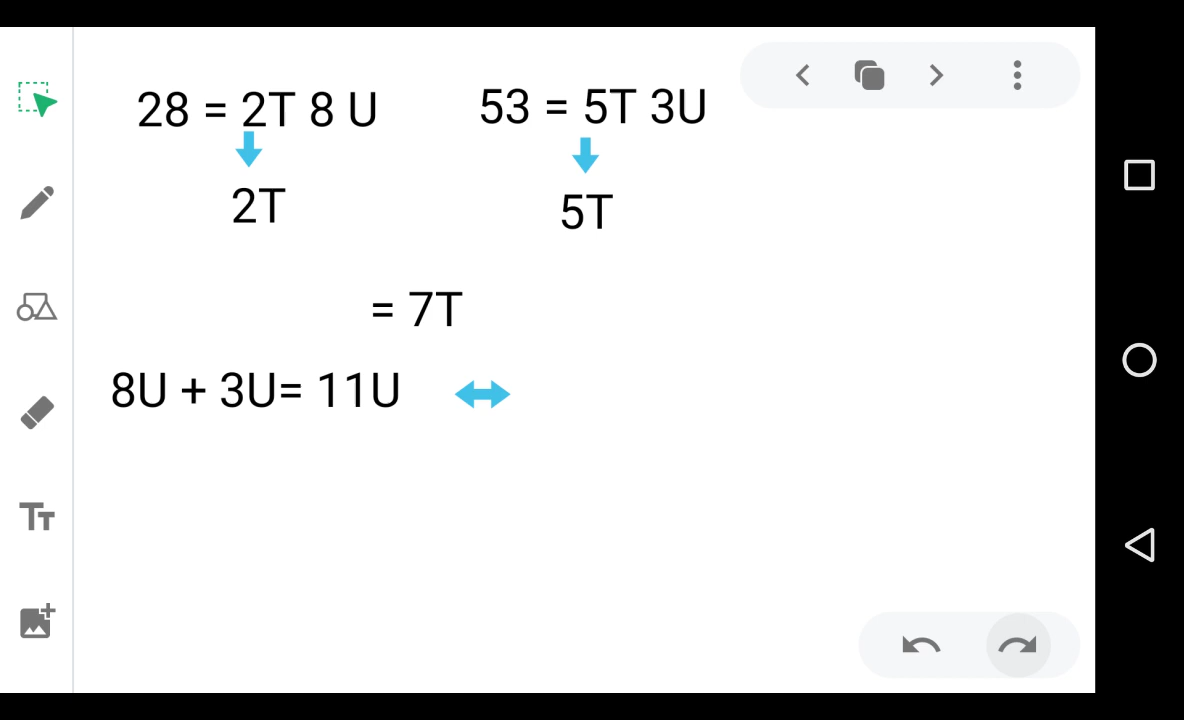 28 = 2T 8 U
53 = 5T 3U
2T
5T
= 7T
8U + 3U= 11U